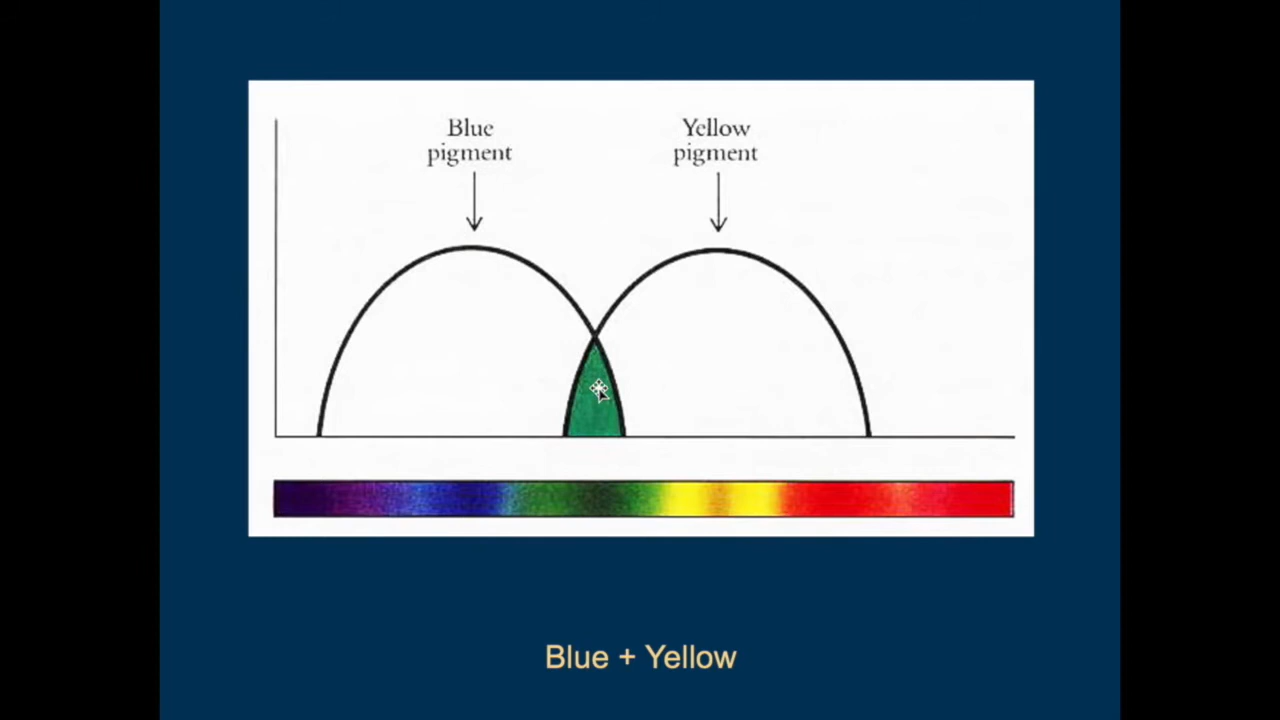 Blue
pigment
Yellow
pigment
Blue + Yellow